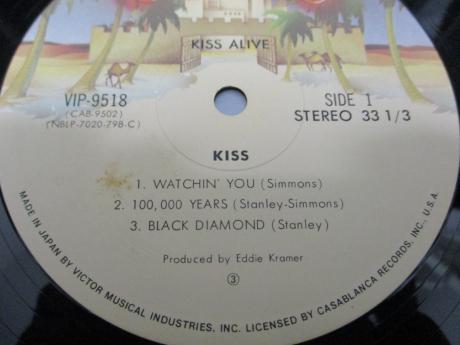 KISS ALIVE
VIP-9518
(CAB-9502)
(NBLP-7020-798-C)
SIDE 1
STEREO 33 1/3
KISS
1. WATCHIN' YOU (Simmons)
2. 100,000 YEARS (Stanley-Simmons)
3. BLACK DIAMOND (Stanley)
Produced by Eddie Kramer
③
MADE IN JAPAN BY VICTOR MUSICAL INDUSTRIES, INC. LICENSED BY CASABLANCA RECORDS, INC., U.S.A.